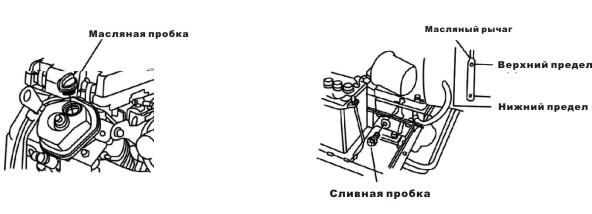 Масляная пробка
Масляный рычаг
Верхний предел
Нижний предел
Сливная пробка